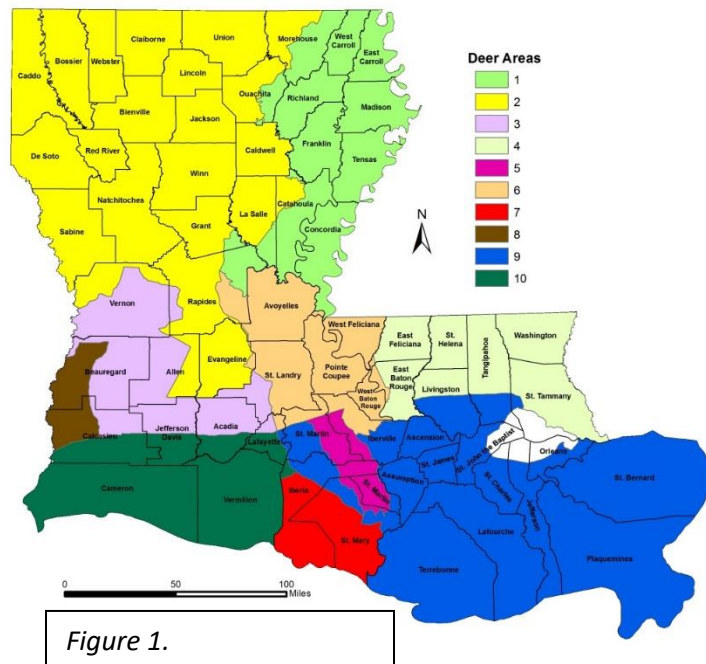 Claiborne
Union
Morehouse
West
Carroll
East
Carroll
Caddo
Bossier
Webster
Lincoln
Ouachita
Richland
Madison
Bienville
Jackson
Franklin
Tensas
De Soto
Red River
Caldwell
Winn
Natchitoches
Catahoula
La Salle
Sabine
Grant
Concordia
Vernon
Rapides
Avoyelles
West Feliciana
East
Feliciana
St.
Helena
Tangipahoa
Washington
Beauregard
Allen
Evangeline
St. Landry
Pointe
Coupee
West
Baton
Rouge
East
Baton
Rouge
Livingston
St. Tammany
Calcasieu
Jefferson
Davis
Acadia
Lafayette
St. Martin
Iberville
Ascension
St. James
St. John the Baptist
Orleans
St. Bernard
Cameron
Vermilion
Iberia
St. Martin
Assumption
St. Charles
Jefferson
Lafourche
Plaquemines
St. Mary
Terrebonne
Deer Areas
1
2
3
4
5
6
7
8
9
10
N
0 50 100
Miles
Figure 1.